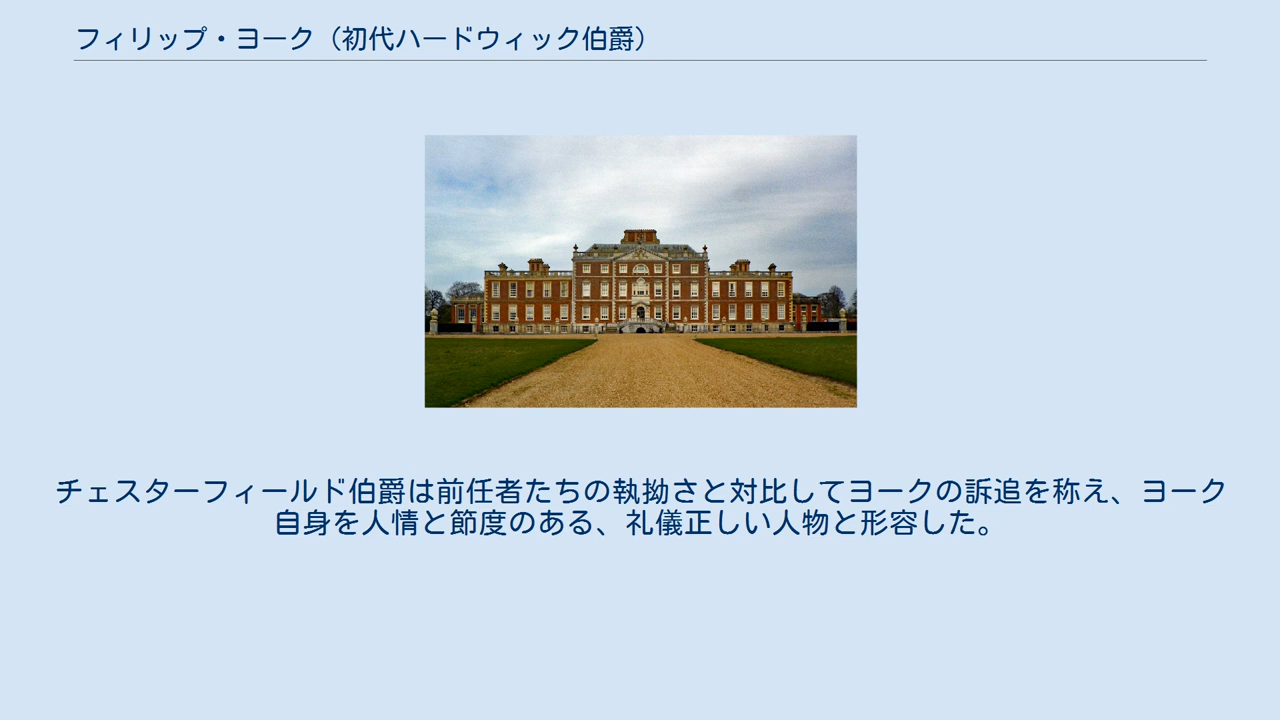 フィリップ・ヨーク（初代ハードウィック伯爵）
チェスターフィールド伯爵は前任者たちの執拗さと対比してヨークの訴追を称え、ヨーク
自身を人情と節度のある、礼儀正しい人物と形容した。